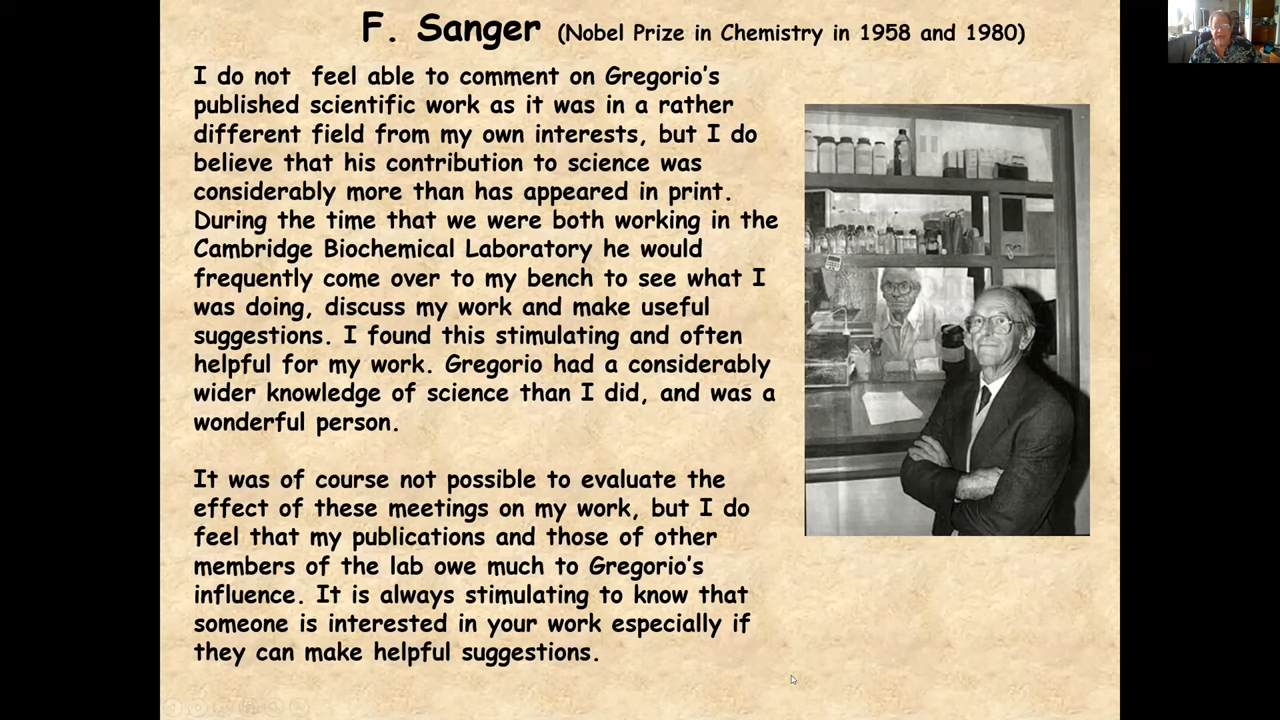 F. Sanger (Nobel Prize in Chemistry in 1958 and 1980)
I do not feel able to comment on Gregorio's
published scientific work as it was in a rather
different field from my own interests, but I do
believe that his contribution to science was
considerably more than has appeared in print.
During the time that we were both working in the
Cambridge Biochemical Laboratory he would
frequently come over to my bench to see what I
was doing, discuss my work and make useful
suggestions. I found this stimulating and often
helpful for my work. Gregorio had a considerably
wider knowledge of science than I did, and was a
wonderful person.
It was of course not possible to evaluate the
effect of these meetings on my work, but I do
feel that my publications and those of other
members of the lab owe much to Gregorio's
influence. It is always stimulating to know that
someone is interested in your work especially if
they can make helpful suggestions.